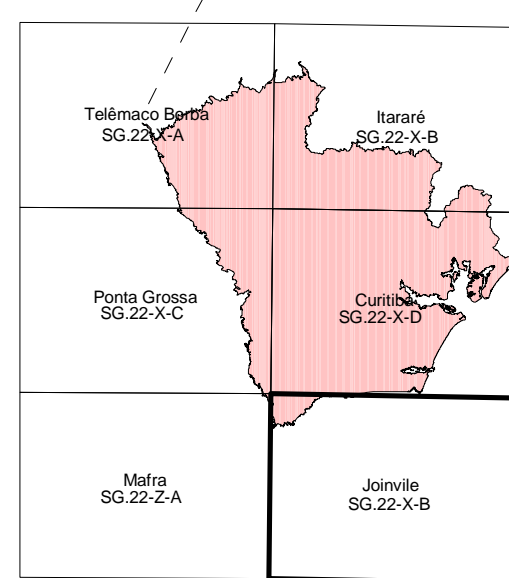 Telêmaco Borba
SG.22-X-A
Itararé
SG.22-X-B
Ponta Grossa
SG.22-X-C
Curitiba
SG.22-X-D
Mafra
SG.22-Z-A
Joinvile
SG.22-X-B